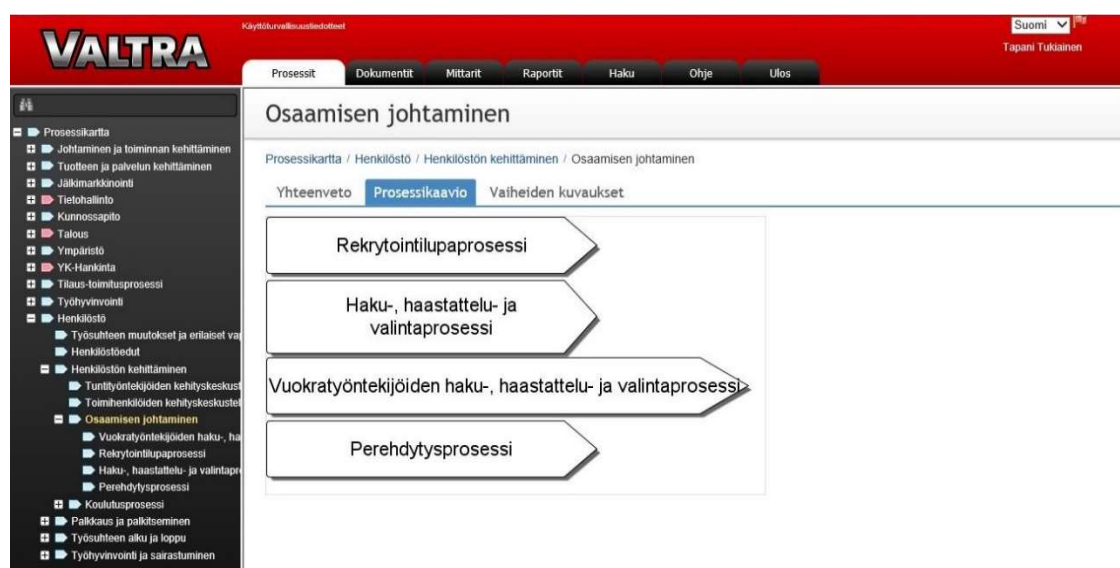 Käyttöturvallisuustiedotteet
Suomi
Tapani Tukiainen
VALTRA
Prosessit Dokumentit Mittarit Raportit Haku Ohje Ulos
Osaamisen johtaminen
Prosessikartta / Henkilöstö / Henkilöstön kehittäminen / Osaamisen johtaminen
Yhteenveto Prosessikaavio Vaiheiden kuvaukset
Prosessikartta
Johtaminen ja toiminnan kehittäminen
Tuotteen ja palvelun kehittäminen
Jälkimarkkinointi
Tietohallinto
Kunnossapito
Talous
Ympäristö
YK-Hankinta
Tilaus-toimitusprosessi
Työhyvinvointi
Henkilöstö
Työsuhteen muutokset ja erilaiset vap
Henkilöstöedut
Henkilöstön kehittäminen
Tuntityöntekijöiden kehityskeskust
Toimihenkilöiden kehityskeskustel
Osaamisen johtaminen
Vuokratyöntekijöiden haku-, ha
Rekrytointilupaprosessi
Haku-, haastattelu- ja valintapro
Perehdytysprosessi
Koulutusprosessi
Palkkaus ja palkitseminen
Työsuhteen alku ja loppu
Työhyvinvointi ja sairastuminen
Rekrytointilupaprosessi
Haku-, haastattelu- ja
valintaprosessi
Vuokratyöntekijöiden haku-, haastattelu- ja valintaprosessi
Perehdytysprosessi